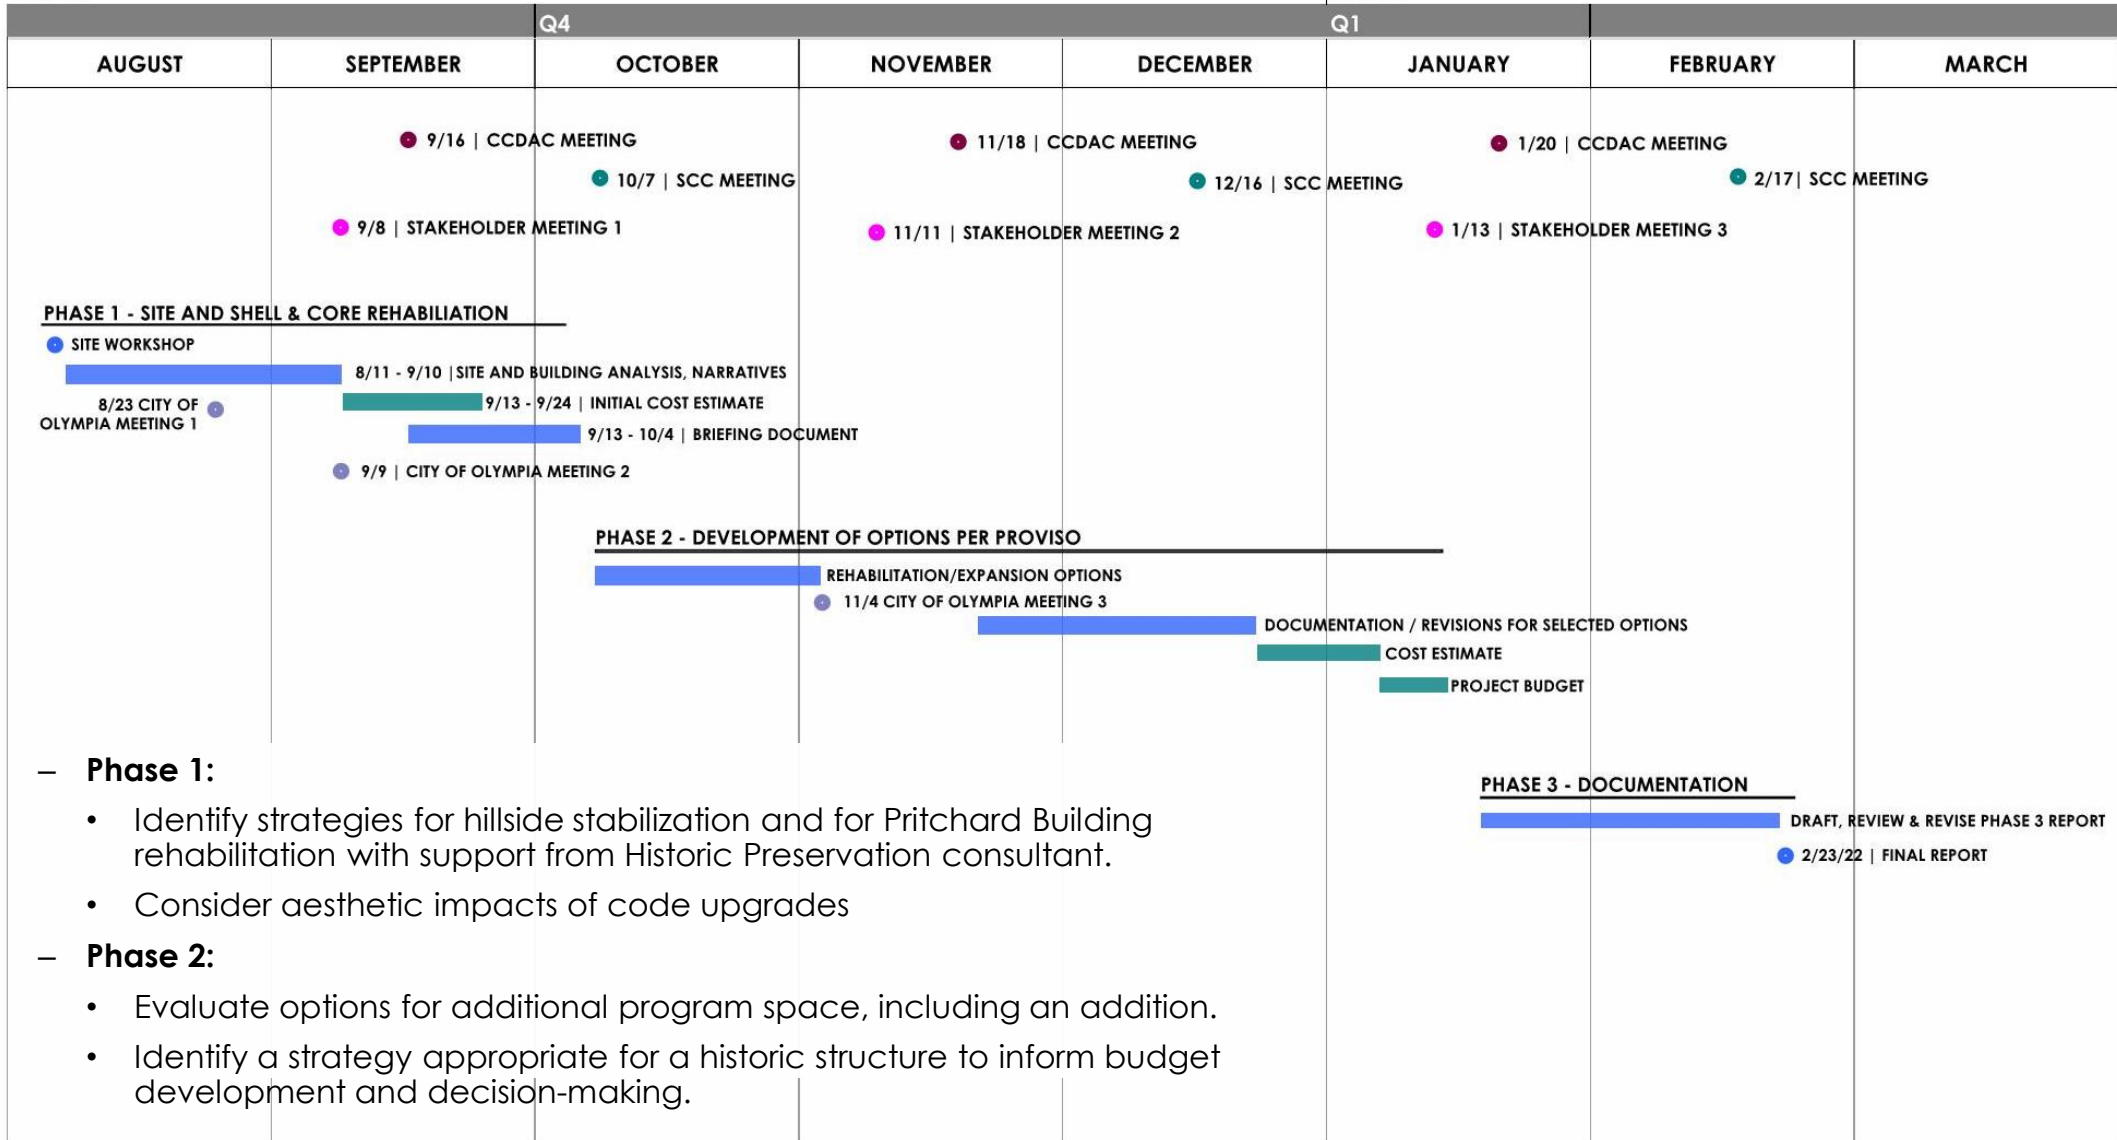 Q4 Q1
AUGUST SEPTEMBER OCTOBER NOVEMBER DECEMBER JANUARY FEBRUARY MARCH
9/16 | CCDAC MEETING
11/18 | CCDAC MEETING
1/20 | CCDAC MEETING
10/7 | SCC MEETING
12/16 | SCC MEETING
2/17| SCC MEETING
9/8 | STAKEHOLDER MEETING 1
11/11 | STAKEHOLDER MEETING 2
1/13 | STAKEHOLDER MEETING 3
PHASE 1 - SITE AND SHELL & CORE REHABILIATION
SITE WORKSHOP
8/11 - 9/10 |SITE AND BUILDING ANALYSIS, NARRATIVES
8/23 CITY OF
OLYMPIA MEETING 1
9/13 - 9/24 | INITIAL COST ESTIMATE
9/13 - 10/4 | BRIEFING DOCUMENT
9/9 | CITY OF OLYMPIA MEETING 2
PHASE 2 - DEVELOPMENT OF OPTIONS PER PROVISO
REHABILITATION/EXPANSION OPTIONS
11/4 CITY OF OLYMPIA MEETING 3
DOCUMENTATION / REVISIONS FOR SELECTED OPTIONS
COST ESTIMATE
PROJECT BUDGET
PHASE 3 - DOCUMENTATION
DRAFT, REVIEW & REVISE PHASE 3 REPORT
2/23/22 | FINAL REPORT
– Phase 1:
• Identify strategies for hillside stabilization and for Pritchard Building
rehabilitation with support from Historic Preservation consultant.
• Consider aesthetic impacts of code upgrades
– Phase 2:
• Evaluate options for additional program space, including an addition.
• Identify a strategy appropriate for a historic structure to inform budget
development and decision-making.